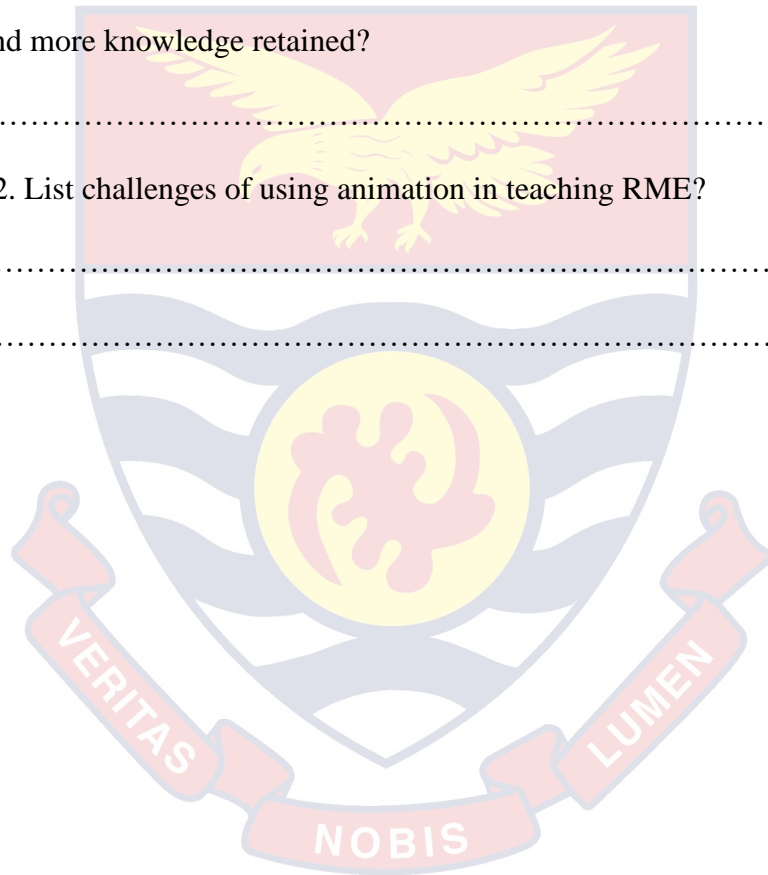 nd more knowledge retained?
………………………………………………………………………
2. List challenges of using animation in teaching RME?
………………………………………………………………………
………………………………………………………………………
VERITAS
NOBIS
LUMEN